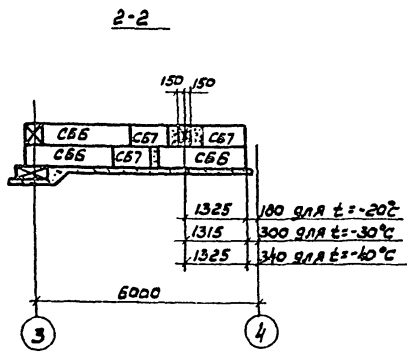 2-2
150 150
СБ6 СБ7 СБ7
СБ6 СБ7 СБ6
1325 180 для t=-20°С
1315 300 для t=-30°С
1325 340 для t=-40°С
6000
3 4